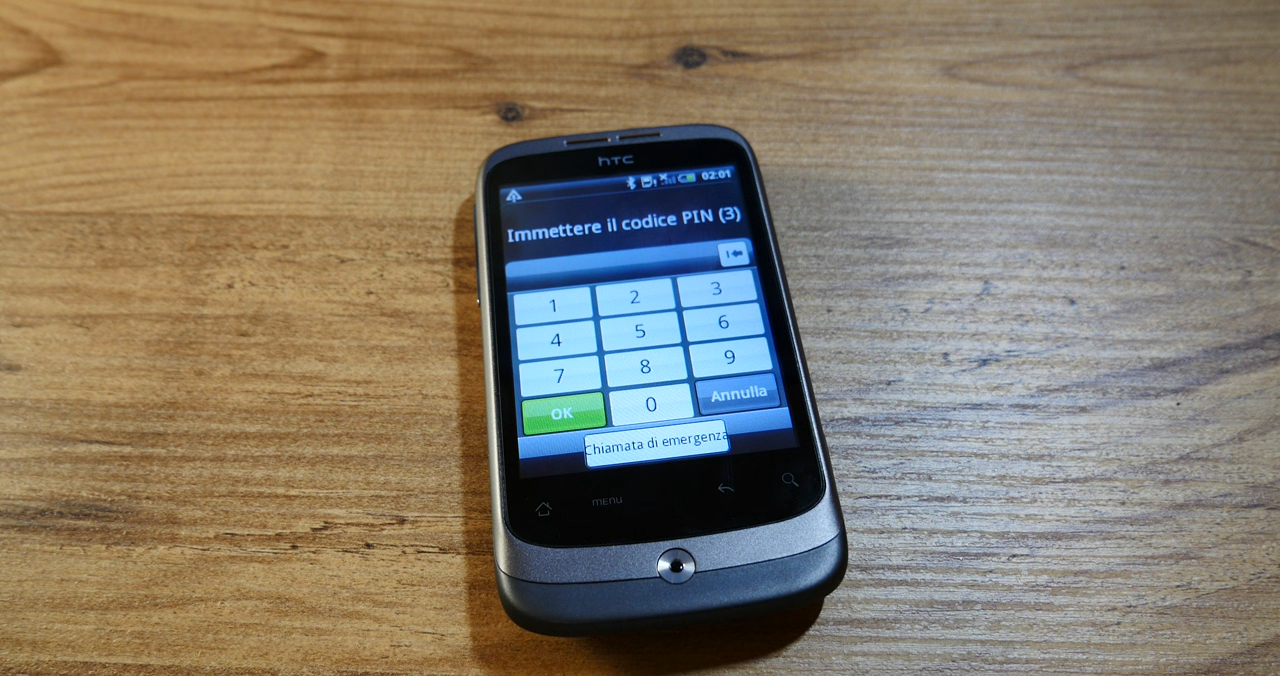 hTC
02:01
Immettere il codice PIN (3)
1 2 3
4 5 6
7 8 9
OK 0 Annulla
Chiamata di emergenza
menu